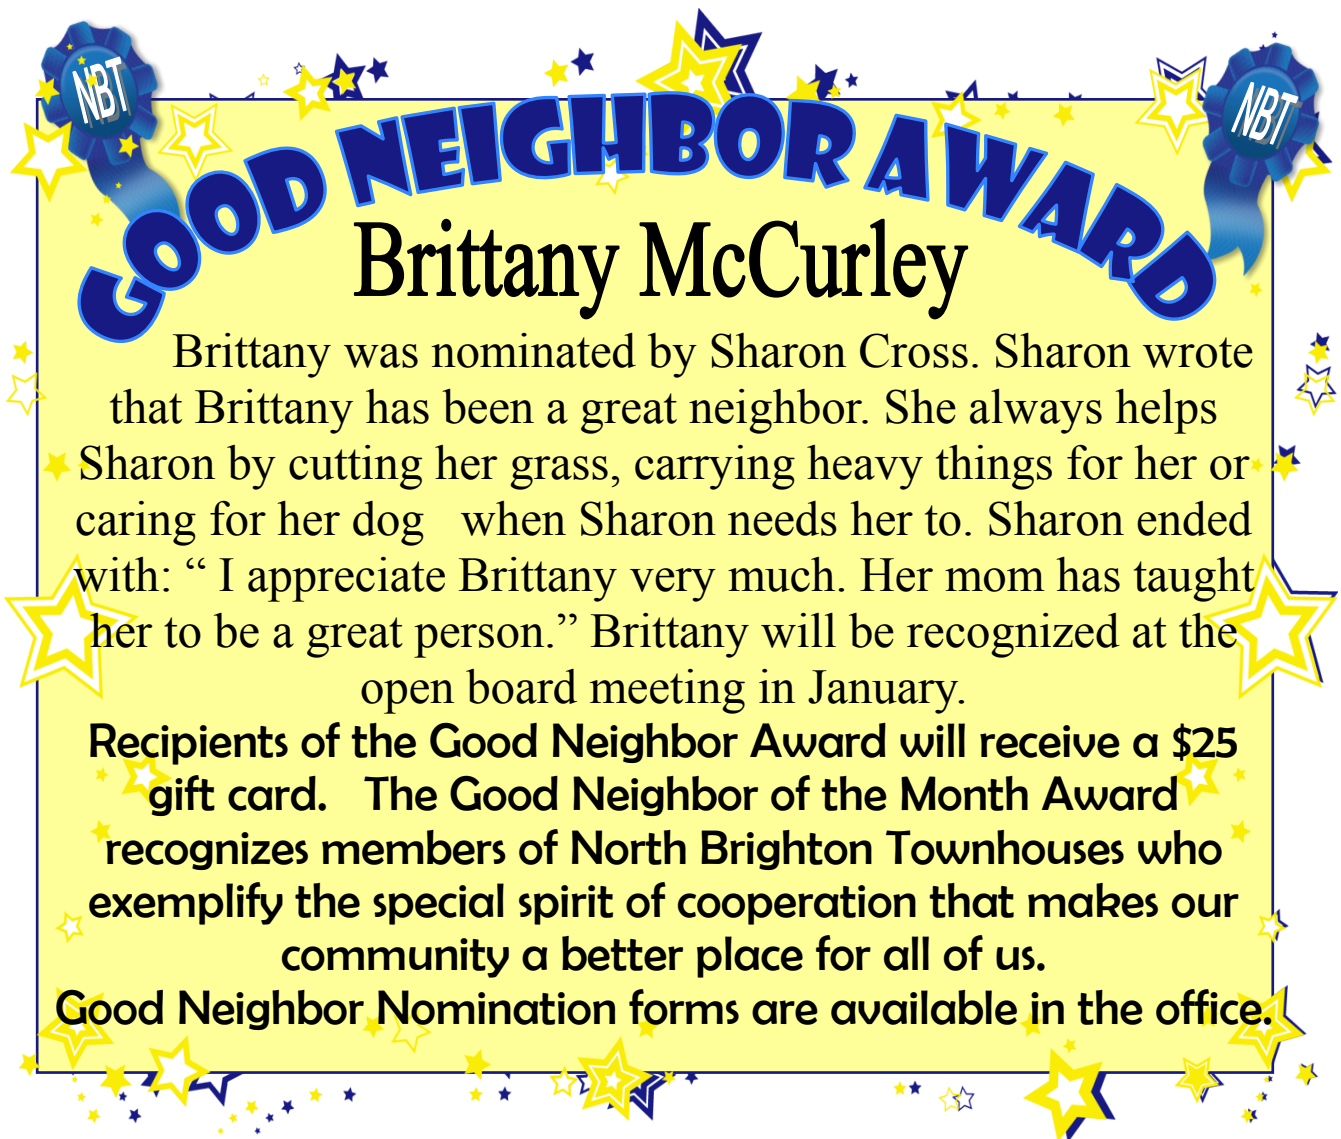 NBT
NBT
GOOD NEIGHBOR AWARD
Brittany McCurley
Brittany was nominated by Sharon Cross. Sharon wrote
that Brittany has been a great neighbor. She always helps
Sharon by cutting her grass, carrying heavy things for her or
caring for her dog   when Sharon needs her to. Sharon ended
with: “ I appreciate Brittany very much. Her mom has taught
her to be a great person.” Brittany will be recognized at the
open board meeting in January.
Recipients of the Good Neighbor Award will receive a $25
gift card.   The Good Neighbor of the Month Award
recognizes members of North Brighton Townhouses who
exemplify the special spirit of cooperation that makes our
community a better place for all of us.
Good Neighbor Nomination forms are available in the office.